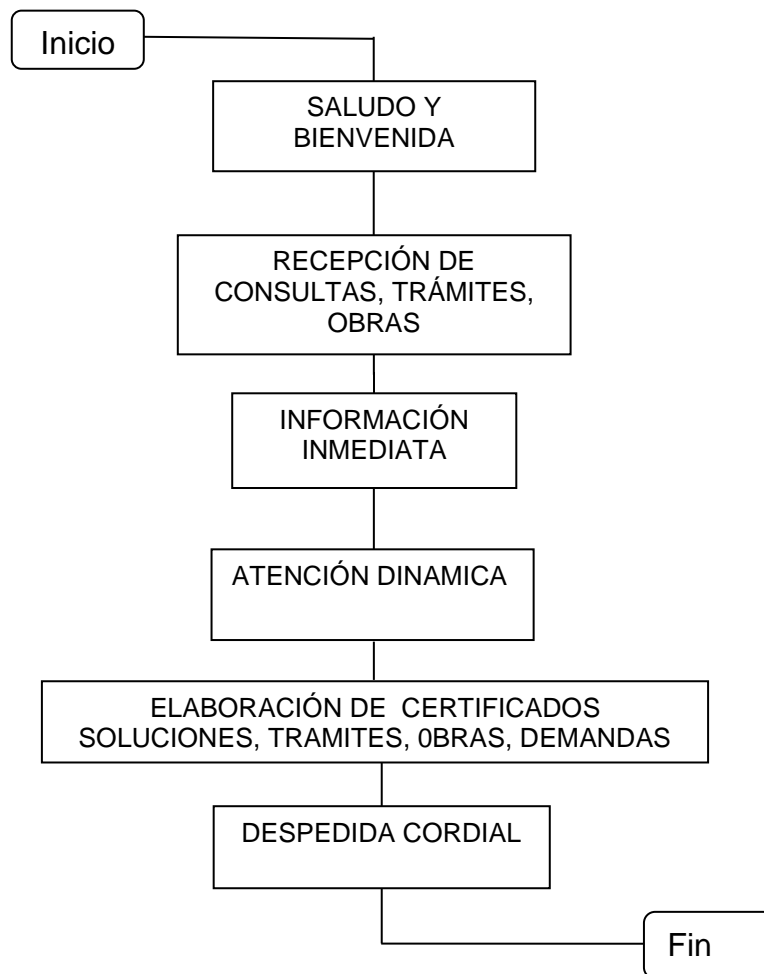 Inicio
SALUDO Y
BIENVENIDA
RECEPCIÓN DE
CONSULTAS, TRÁMITES,
OBRAS
INFORMACIÓN
INMEDIATA
ATENCIÓN DINAMICA
ELABORACIÓN DE CERTIFICADOS
SOLUCIONES, TRAMITES, 0BRAS, DEMANDAS
DESPEDIDA CORDIAL
Fin